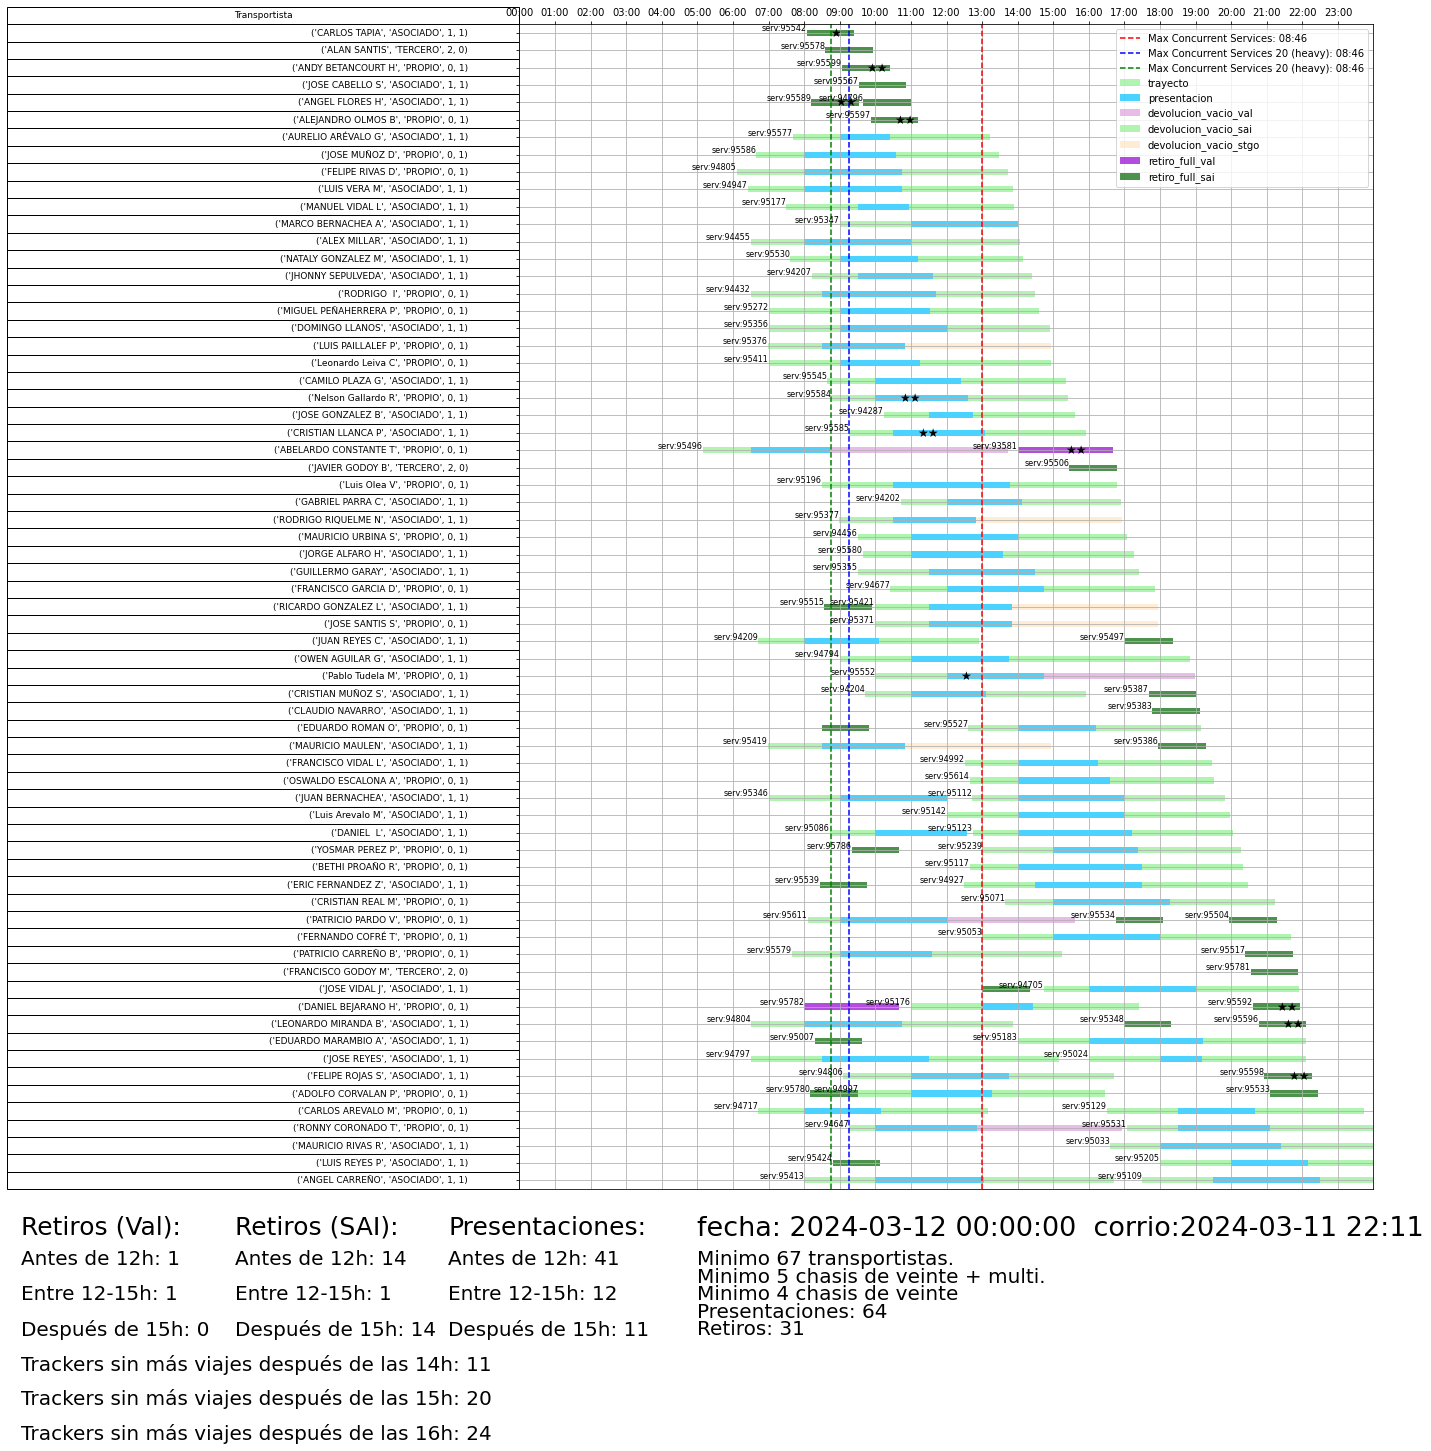 Transportista
00:00 01:00 02:00 03:00 04:00 05:00 06:00 07:00 08:00 09:00 10:00 11:00 12:00 13:00 14:00 15:00 16:00 17:00 18:00 19:00 20:00 21:00 22:00 23:00
Max Concurrent Services: 08:46
Max Concurrent Services 20 (heavy): 08:46
Max Concurrent Services 20 (heavy): 08:46
trayecto
presentacion
devolucion_vacio_val
devolucion_vacio_sai
devolucion_vacio_stgo
retiro_full_val
retiro_full_sai
('CARLOS TAPIA', 'ASOCIADO', 1, 1) serv:95542
('ALAN SANTIS', 'TERCERO', 2, 0) serv:95578
('ANDY BETANCOURT H', 'PROPIO', 0, 1) serv:95599
('JOSE CABELLO S', 'PROPIO', 0, 1) serv:95567
('ANGEL FLORES H', 'ASOCIADO', 1, 1) serv:95589 serv:94796
('ALEJANDRO OLMOS B', 'PROPIO', 0, 1) serv:95597
('AURELIO ARÉVALO G', 'ASOCIADO', 1, 1) serv:95577
('JOSE MUÑOZ D', 'PROPIO', 0, 1) serv:95586
('FELIPE RIVAS D', 'PROPIO', 0, 1) serv:94805
('LUIS VERA M', 'ASOCIADO', 1, 1) serv:94947
('MANUEL VIDAL L', 'ASOCIADO', 1, 1) serv:95177
('MARCO BERNACHEA A', 'ASOCIADO', 1, 1) serv:95347
('ALEX MILLAR', 'ASOCIADO', 1, 1) serv:94455
('NATALY GONZALEZ M', 'ASOCIADO', 1, 1) serv:95530
('JHONNY SEPULVEDA', 'ASOCIADO', 1, 1) serv:94207
('RODRIGO  I', 'PROPIO', 0, 1) serv:94432
('MIGUEL PEÑAHERRERA P', 'PROPIO', 0, 1) serv:95272
('DOMINGO LLANOS', 'ASOCIADO', 1, 1) serv:95356
('LUIS PAILLALEF P', 'PROPIO', 0, 1) serv:95376
('Leonardo Leiva C', 'PROPIO', 0, 1) serv:95411
('CAMILO PLAZA G', 'ASOCIADO', 1, 1) serv:95545
('Nelson Gallardo R', 'PROPIO', 0, 1) serv:95584
('JOSE GONZALEZ B', 'ASOCIADO', 1, 1) serv:94287
('CRISTIAN LLANCA P', 'ASOCIADO', 1, 1) serv:95585
('ABELARDO CONSTANTE T', 'PROPIO', 0, 1) serv:95496 serv:93581
('JAVIER GODOY B', 'TERCERO', 2, 0) serv:95506
('Luis Olea V', 'PROPIO', 0, 1) serv:95196
('GABRIEL PARRA C', 'ASOCIADO', 1, 1) serv:94202
('RODRIGO RIQUELME N', 'ASOCIADO', 1, 1) serv:95377
('MAURICIO URBINA S', 'PROPIO', 0, 1) serv:94456
('JORGE ALFARO H', 'ASOCIADO', 1, 1) serv:95580
('GUILLERMO GARAY', 'ASOCIADO', 1, 1) serv:95355
('FRANCISCO GARCIA D', 'PROPIO', 0, 1) serv:94677
('RICARDO GONZALEZ L', 'ASOCIADO', 1, 1) serv:95515 serv:95421
('JOSE SANTIS S', 'PROPIO', 0, 1) serv:95371
('JUAN REYES C', 'ASOCIADO', 1, 1) serv:94209 serv:95497
('OWEN AGUILAR G', 'ASOCIADO', 1, 1) serv:94794
('Pablo Tudela M', 'PROPIO', 0, 1) serv:95552
('CRISTIAN MUÑOZ S', 'ASOCIADO', 1, 1) serv:94204 serv:95387
('CLAUDIO NAVARRO', 'ASOCIADO', 1, 1) serv:95383
('EDUARDO ROMAN O', 'PROPIO', 0, 1) serv:95527
('MAURICIO MAULEN', 'ASOCIADO', 1, 1) serv:95419 serv:95386
('FRANCISCO VIDAL L', 'ASOCIADO', 1, 1) serv:94992
('OSWALDO ESCALONA A', 'PROPIO', 0, 1) serv:95614
('JUAN BERNACHEA', 'ASOCIADO', 1, 1) serv:95346 serv:95112
('Luis Arevalo M', 'ASOCIADO', 1, 1) serv:95142
('DANIEL  L', 'ASOCIADO', 1, 1) serv:95086 serv:95123
('YOSMAR PEREZ P', 'PROPIO', 0, 1) serv:95786 serv:95239
('BETHI PROAÑO R', 'PROPIO', 0, 1) serv:95117
('ERIC FERNANDEZ Z', 'ASOCIADO', 1, 1) serv:95539 serv:94927
('CRISTIAN REAL M', 'PROPIO', 0, 1) serv:95071
('PATRICIO PARDO V', 'PROPIO', 0, 1) serv:95611 serv:95534 serv:95504
('FERNANDO COFRÉ T', 'PROPIO', 0, 1) serv:95053
('PATRICIO CARREÑO B', 'PROPIO', 0, 1) serv:95579 serv:95517
('FRANCISCO GODOY M', 'TERCERO', 2, 0) serv:95781
('JOSE VIDAL J', 'ASOCIADO', 1, 1) serv:94705
('DANIEL BEJARANO H', 'PROPIO', 0, 1) serv:95782 serv:95176 serv:95592
('LEONARDO MIRANDA B', 'ASOCIADO', 1, 1) serv:94804 serv:95348 serv:95596
('EDUARDO MARAMBIO A', 'ASOCIADO', 1, 1) serv:95007 serv:95183
('JOSE REYES', 'ASOCIADO', 1, 1) serv:94797 serv:95024
('FELIPE ROJAS S', 'ASOCIADO', 1, 1) serv:94806 serv:95598
('ADOLFO CORVALAN P', 'ASOCIADO', 1, 1) serv:95780 serv:94997 serv:95533
('CARLOS AREVALO M', 'PROPIO', 0, 1) serv:94717 serv:95129
('RONNY CORONADO T', 'PROPIO', 0, 1) serv:94647 serv:95531
('MAURICIO RIVAS R', 'ASOCIADO', 1, 1) serv:95033
('LUIS REYES P', 'ASOCIADO', 1, 1) serv:95424 serv:95205
('ANGEL CARREÑO', 'ASOCIADO', 1, 1) serv:95413 serv:95109
Retiros (Val):
Antes de 12h: 1
Entre 12-15h: 1
Después de 15h: 0
Retiros (SAI):
Antes de 12h: 14
Entre 12-15h: 1
Después de 15h: 14
Presentaciones:
Antes de 12h: 41
Entre 12-15h: 12
Después de 15h: 11
fecha: 2024-03-12 00:00:00  corrio:2024-03-11 22:11
Minimo 67 transportistas.
Minimo 5 chasis de veinte + multi.
Minimo 4 chasis de veinte
Presentaciones: 64
Retiros: 31
Trackers sin más viajes después de las 14h: 11
Trackers sin más viajes después de las 15h: 20
Trackers sin más viajes después de las 16h: 24